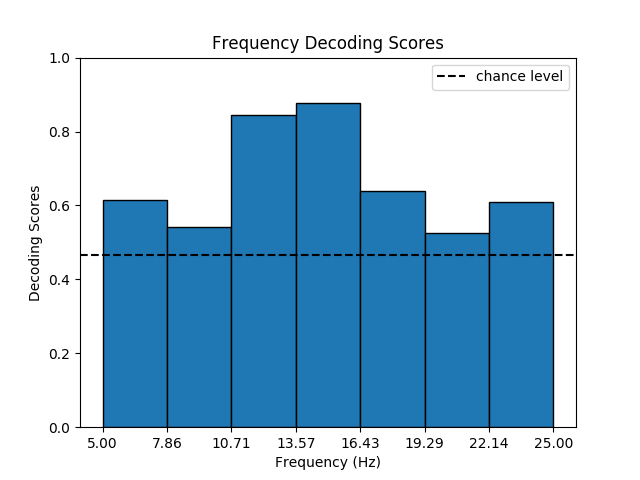 Frequency Decoding Scores
chance level
1.0
0.8
0.6
0.4
0.2
0.0
Decoding Scores
5.00 7.86 10.71 13.57 16.43 19.29 22.14 25.00
Frequency (Hz)